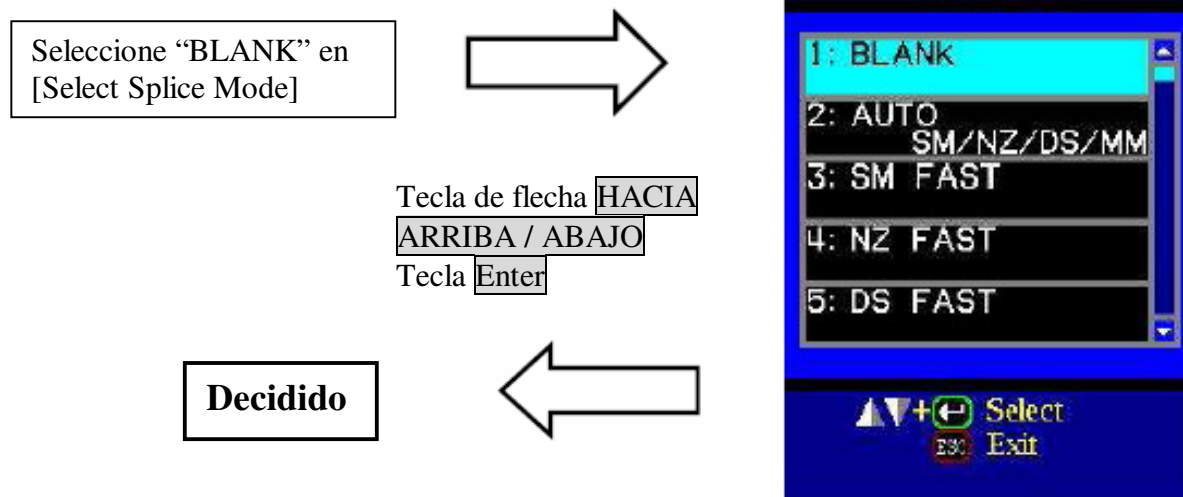 Seleccione “BLANK” en
[Select Splice Mode]
1: BLANK
2: AUTO
SM/NZ/DS/MM
3: SM FAST
4: NZ FAST
5: DS FAST
Tecla de flecha HACIA
ARRIBA / ABAJO
Tecla Enter
Decidido
+ Select
ESC Exit